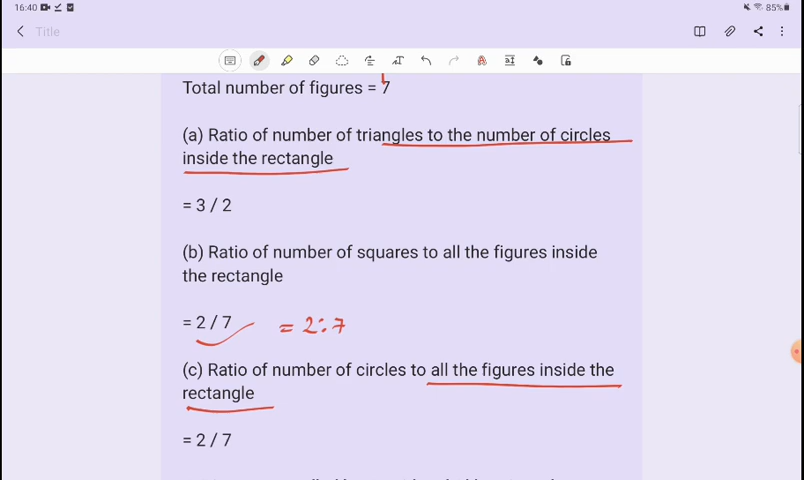 16:40
85%
Title
Total number of figures = 7
(a) Ratio of number of triangles to the number of circles
inside the rectangle
= 3 / 2
(b) Ratio of number of squares to all the figures inside
the rectangle
= 2 / 7 = 2:7
(c) Ratio of number of circles to all the figures inside the
rectangle
= 2 / 7